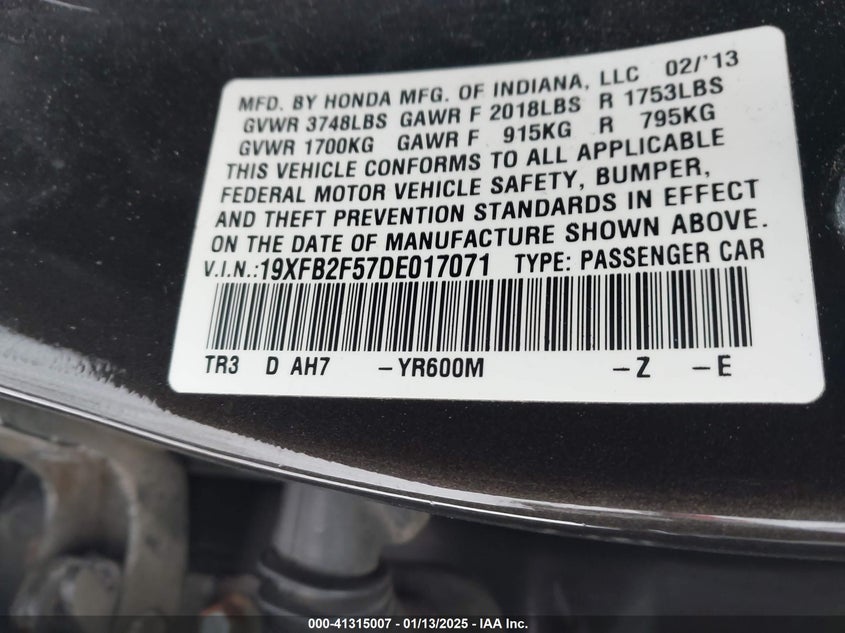 MFD. BY HONDA MFG. OF INDIANA, LLC 02/'13
GVWR 3748LBS GAWR F 2018LBS R 1753LBS
GVWR 1700KG GAWR F 915KG R 795KG
THIS VEHICLE CONFORMS TO ALL APPLICABLE
FEDERAL MOTOR VEHICLE SAFETY, BUMPER,
AND THEFT PREVENTION STANDARDS IN EFFECT
ON THE DATE OF MANUFACTURE SHOWN ABOVE.
V.I.N.:19XFB2F57DE017071 TYPE: PASSENGER CAR
TR3 D AH7 -YR600M -Z -E
000-41315007 - 01/13/2025 - IAA Inc.